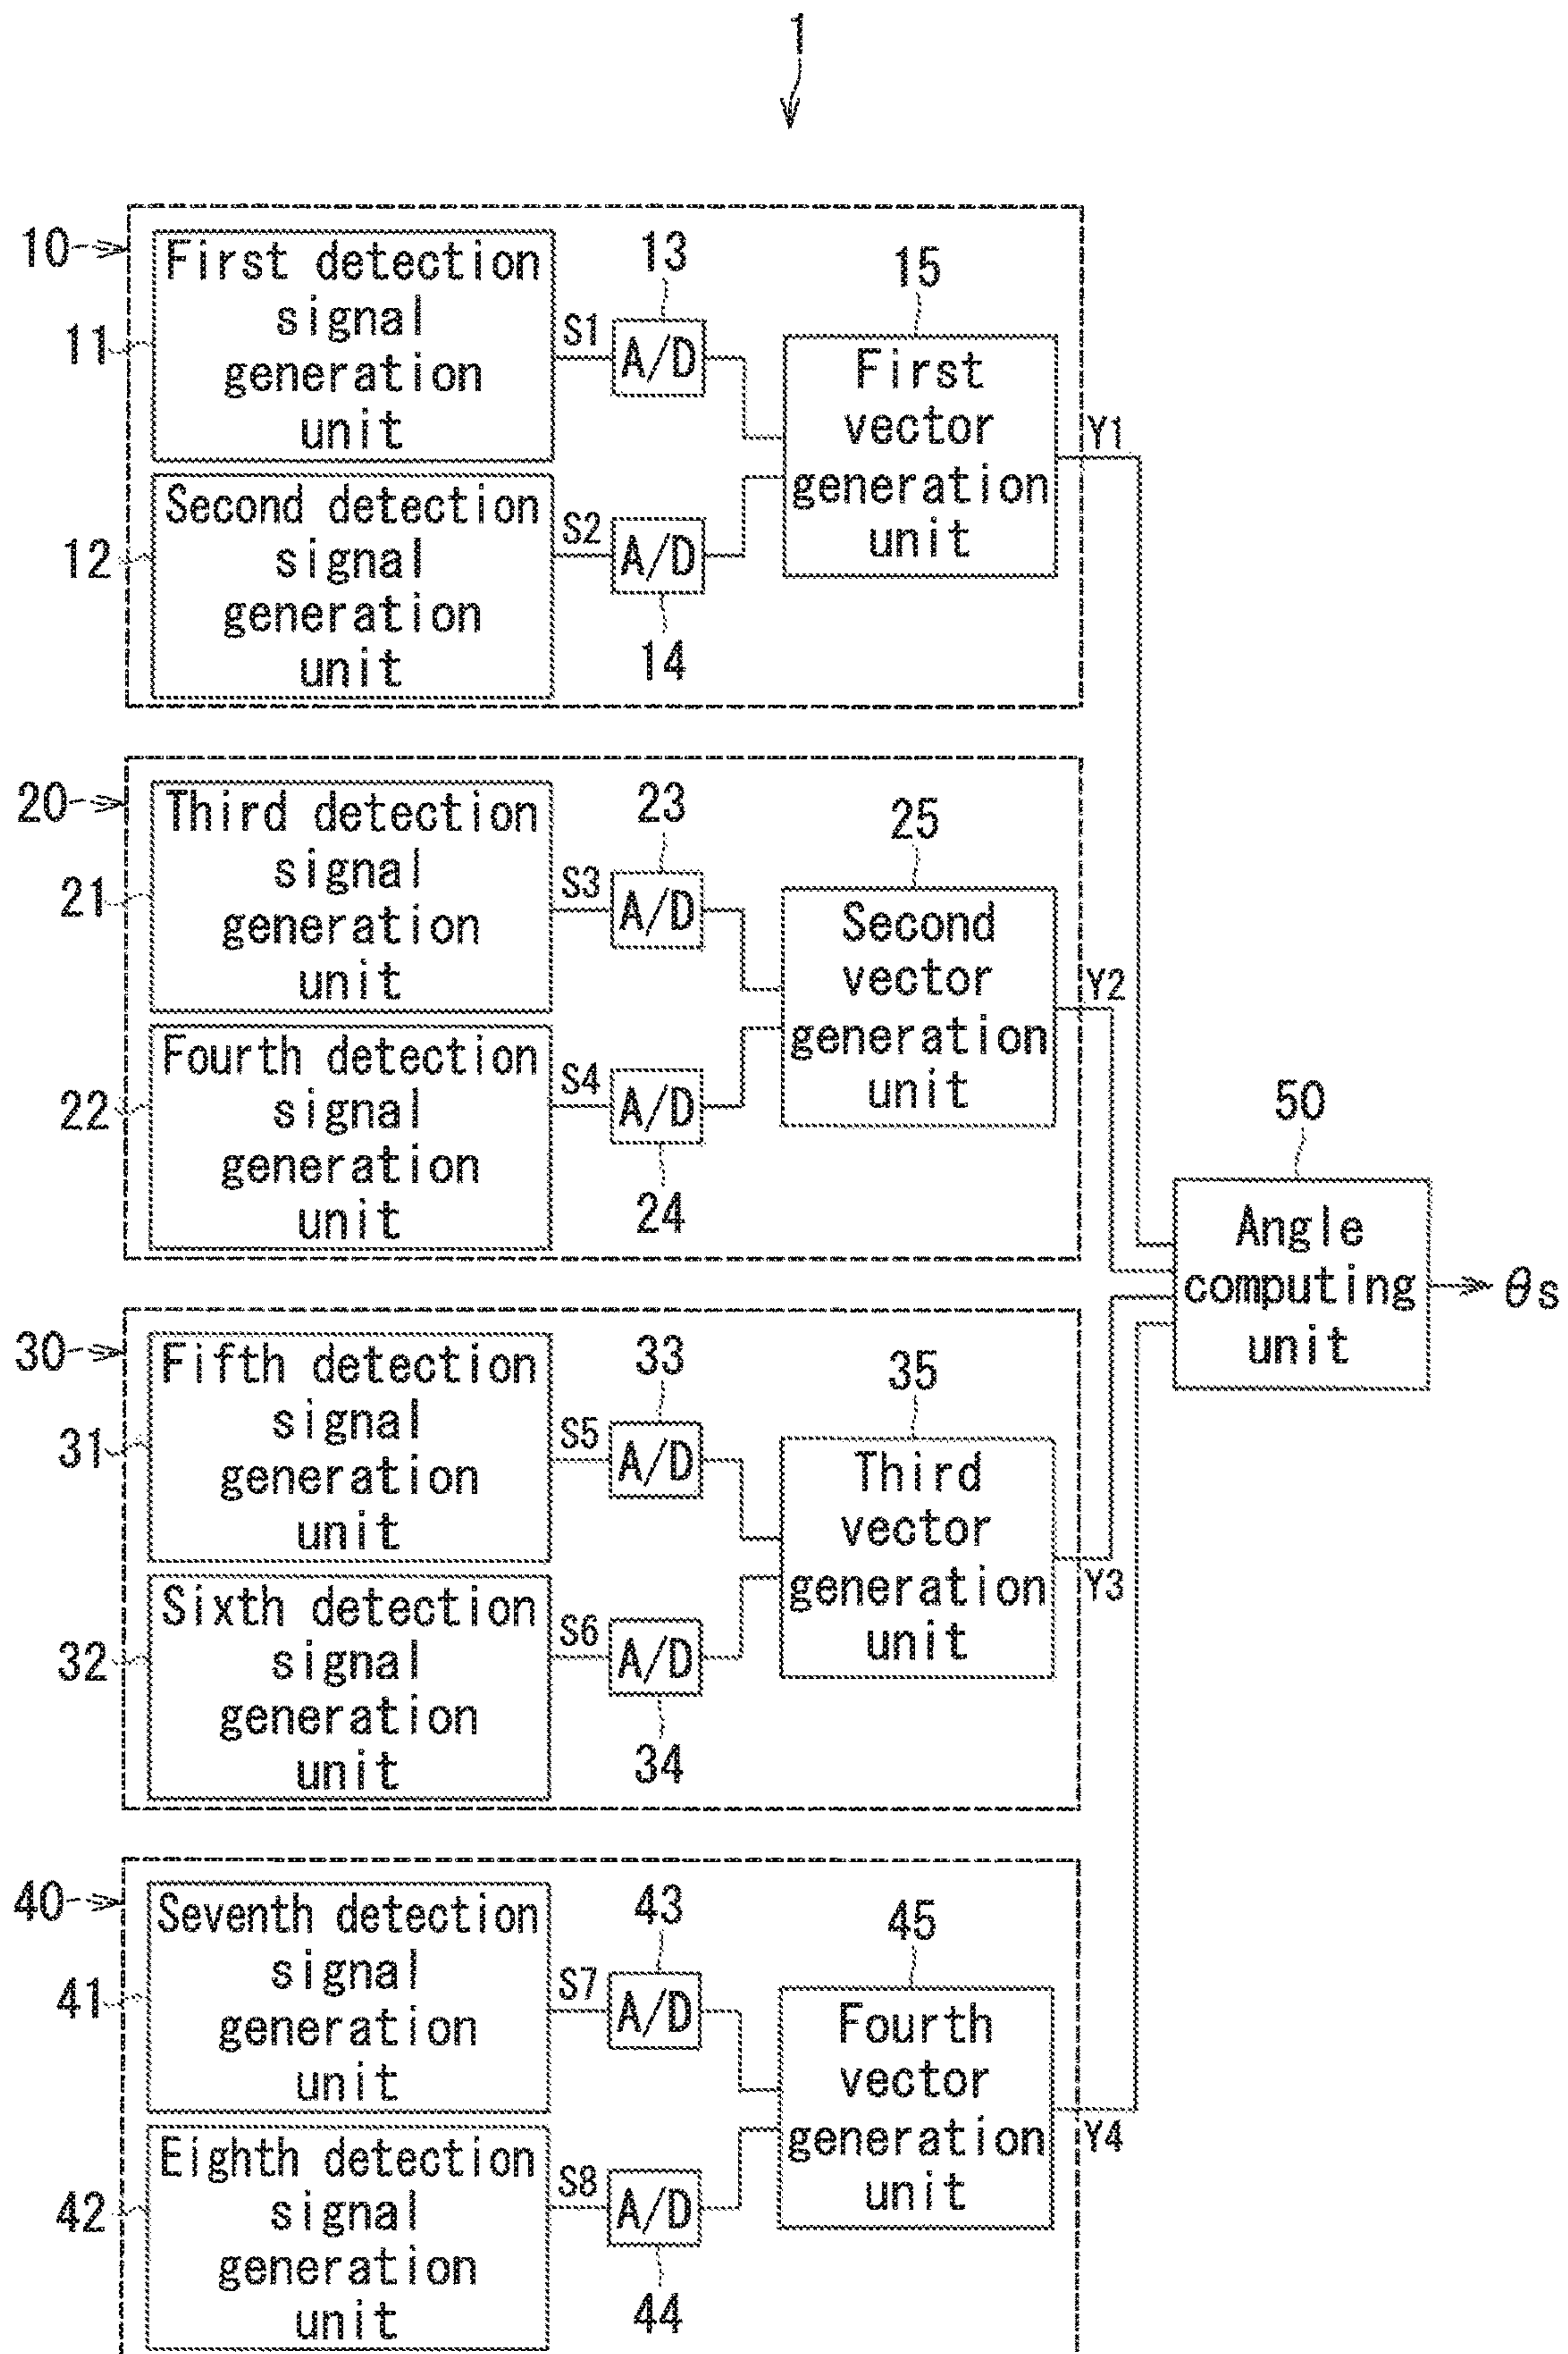 1
10
First detection
signal
generation
unit
11
S1
13
A/D
15
First
vector
generation
unit
Y1
Second detection
signal
generation
unit
12
S2
A/D
14
20
Third detection
signal
generation
unit
21
S3
23
A/D
25
Second
vector
generation
unit
Y2
Fourth detection
signal
generation
unit
22
S4
A/D
24
50
Angle
computing
unit
θs
30
Fifth detection
signal
generation
unit
31
S5
33
A/D
35
Third
vector
generation
unit
Y3
Sixth detection
signal
generation
unit
32
S6
A/D
34
40
Seventh detection
signal
generation
unit
41
S7
43
A/D
45
Fourth
vector
generation
unit
Y4
Eighth detection
signal
generation
unit
42
S8
A/D
44